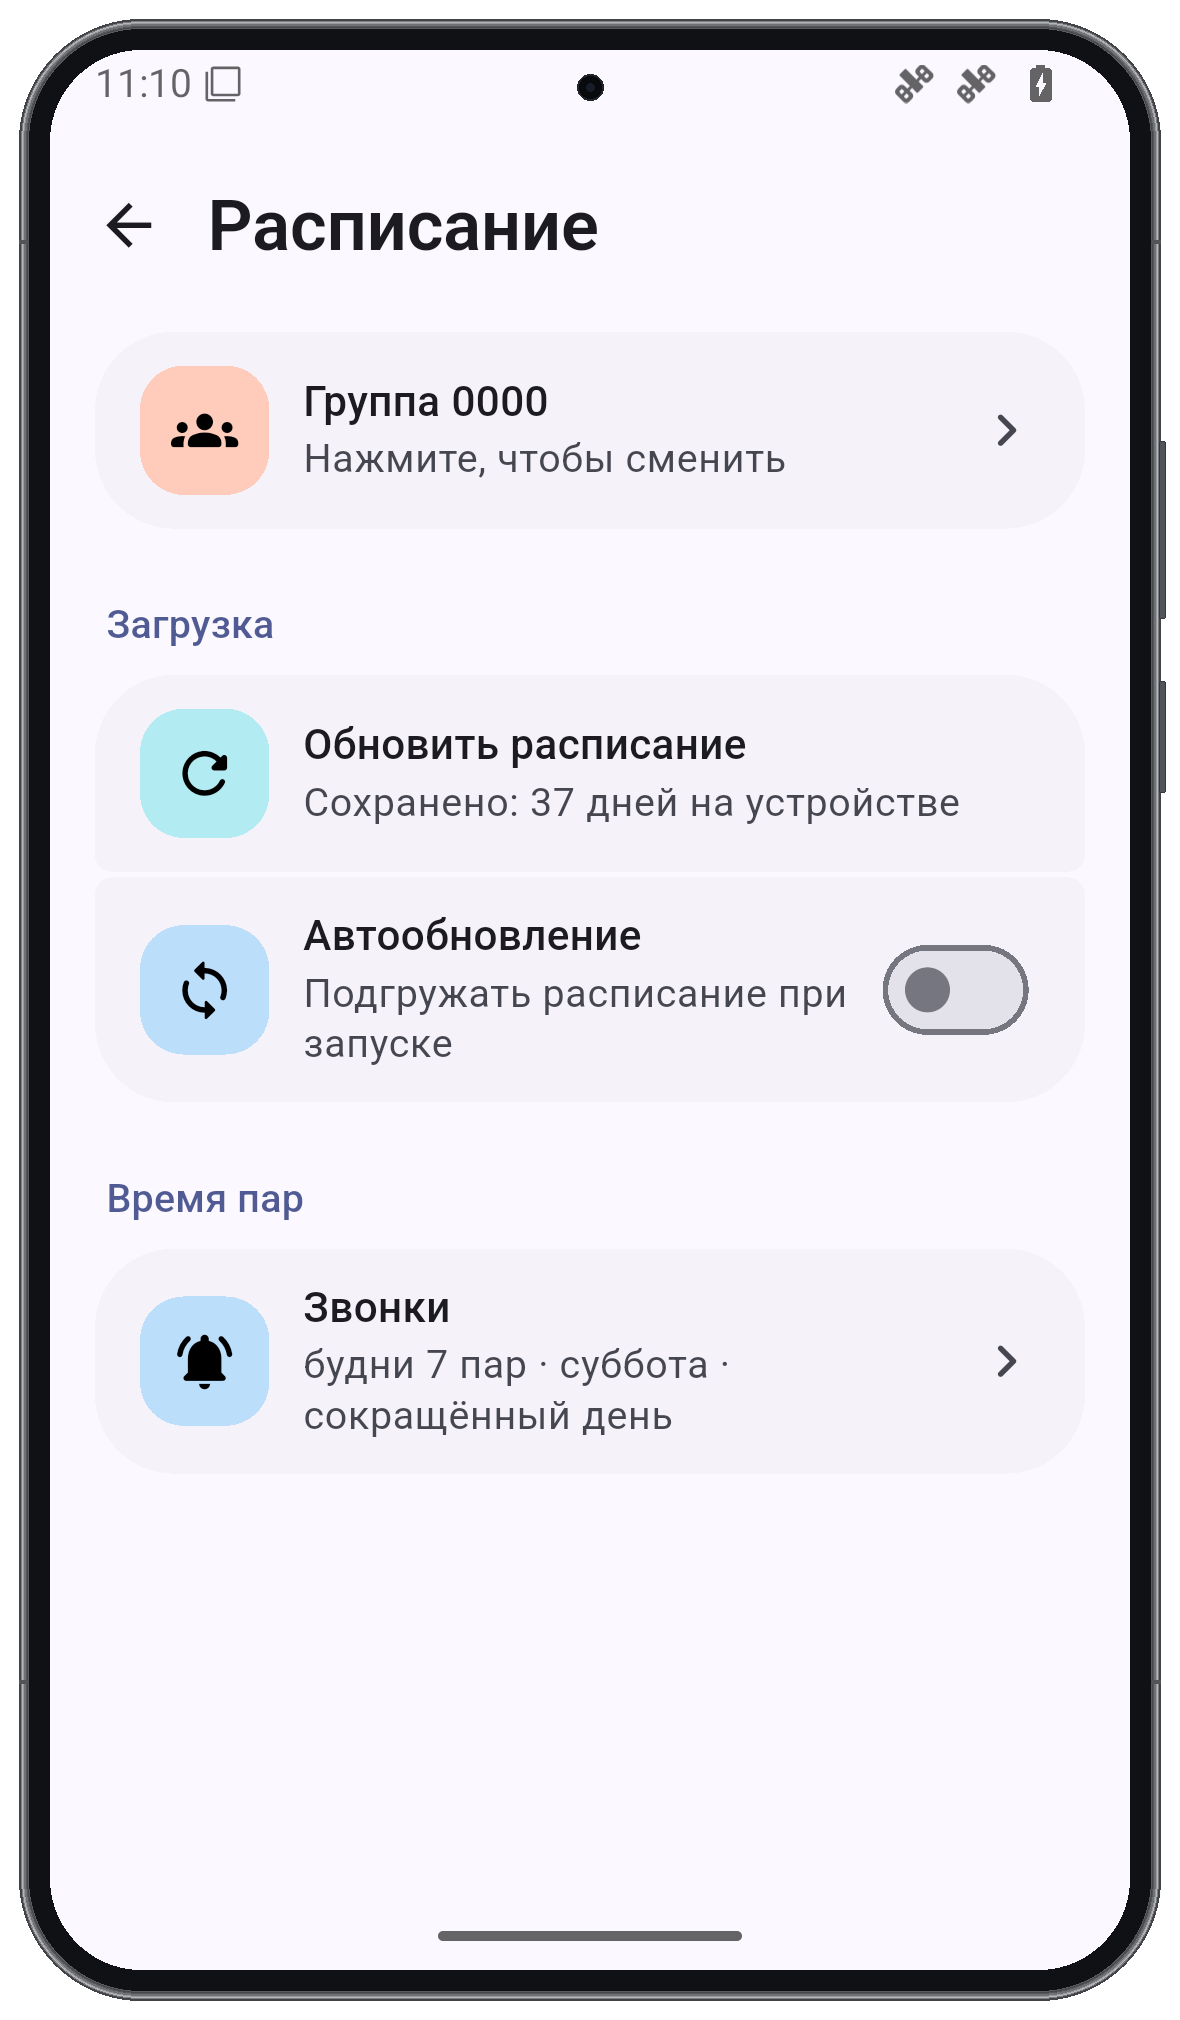 11:10
Расписание
Группа 0000
Нажмите, чтобы сменить
Загрузка
Обновить расписание
Сохранено: 37 дней на устройстве
Автообновление
Подгружать расписание при
запуске
Время пар
Звонки
будни 7 пар · суббота ·
сокращённый день